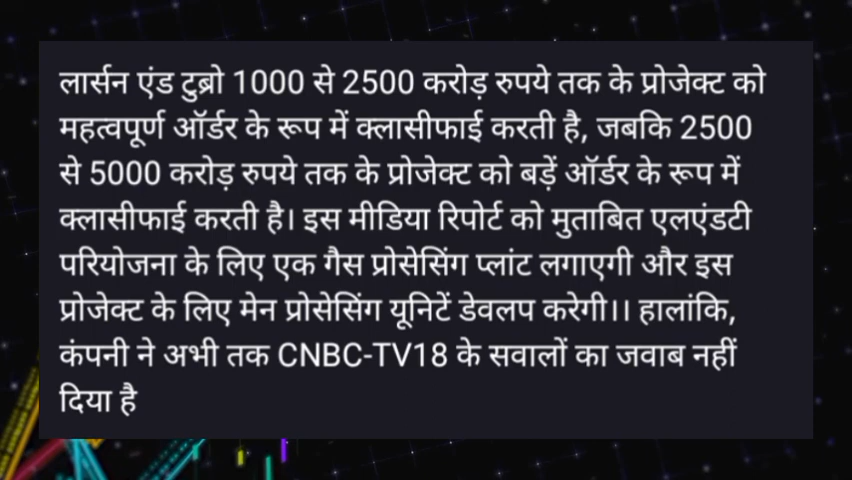 लार्सन एंड टुब्रो 1000 से 2500 करोड़ रुपये तक के प्रोजेक्ट को
महत्वपूर्ण ऑर्डर के रूप में क्लासीफाई करती है, जबकि 2500
से 5000 करोड़ रुपये तक के प्रोजेक्ट को बड़ें ऑर्डर के रूप में
क्लासीफाई करती है। इस मीडिया रिपोर्ट को मुताबित एलएंडटी
परियोजना के लिए एक गैस प्रोसेसिंग प्लांट लगाएगी और इस
प्रोजेक्ट के लिए मेन प्रोसेसिंग यूनिटें डेवलप करेगी।। हालांकि,
कंपनी ने अभी तक CNBC-TV18 के सवालों का जवाब नहीं
दिया है